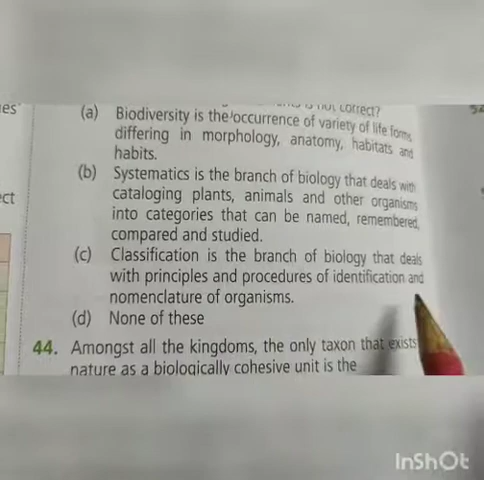 is not correct?
es
(a) Biodiversity is the occurrence of variety of life forms
differing in morphology, anatomy, habitats and
habits.
(b) Systematics is the branch of biology that deals with
ect
cataloging plants, animals and other organisms
into categories that can be named, remembered,
compared and studied.
(c) Classification is the branch of biology that deals
with principles and procedures of identification and
nomenclature of organisms.
(d) None of these
44. Amongst all the kingdoms, the only taxon that exists
nature as a biologically cohesive unit is the
InShOt